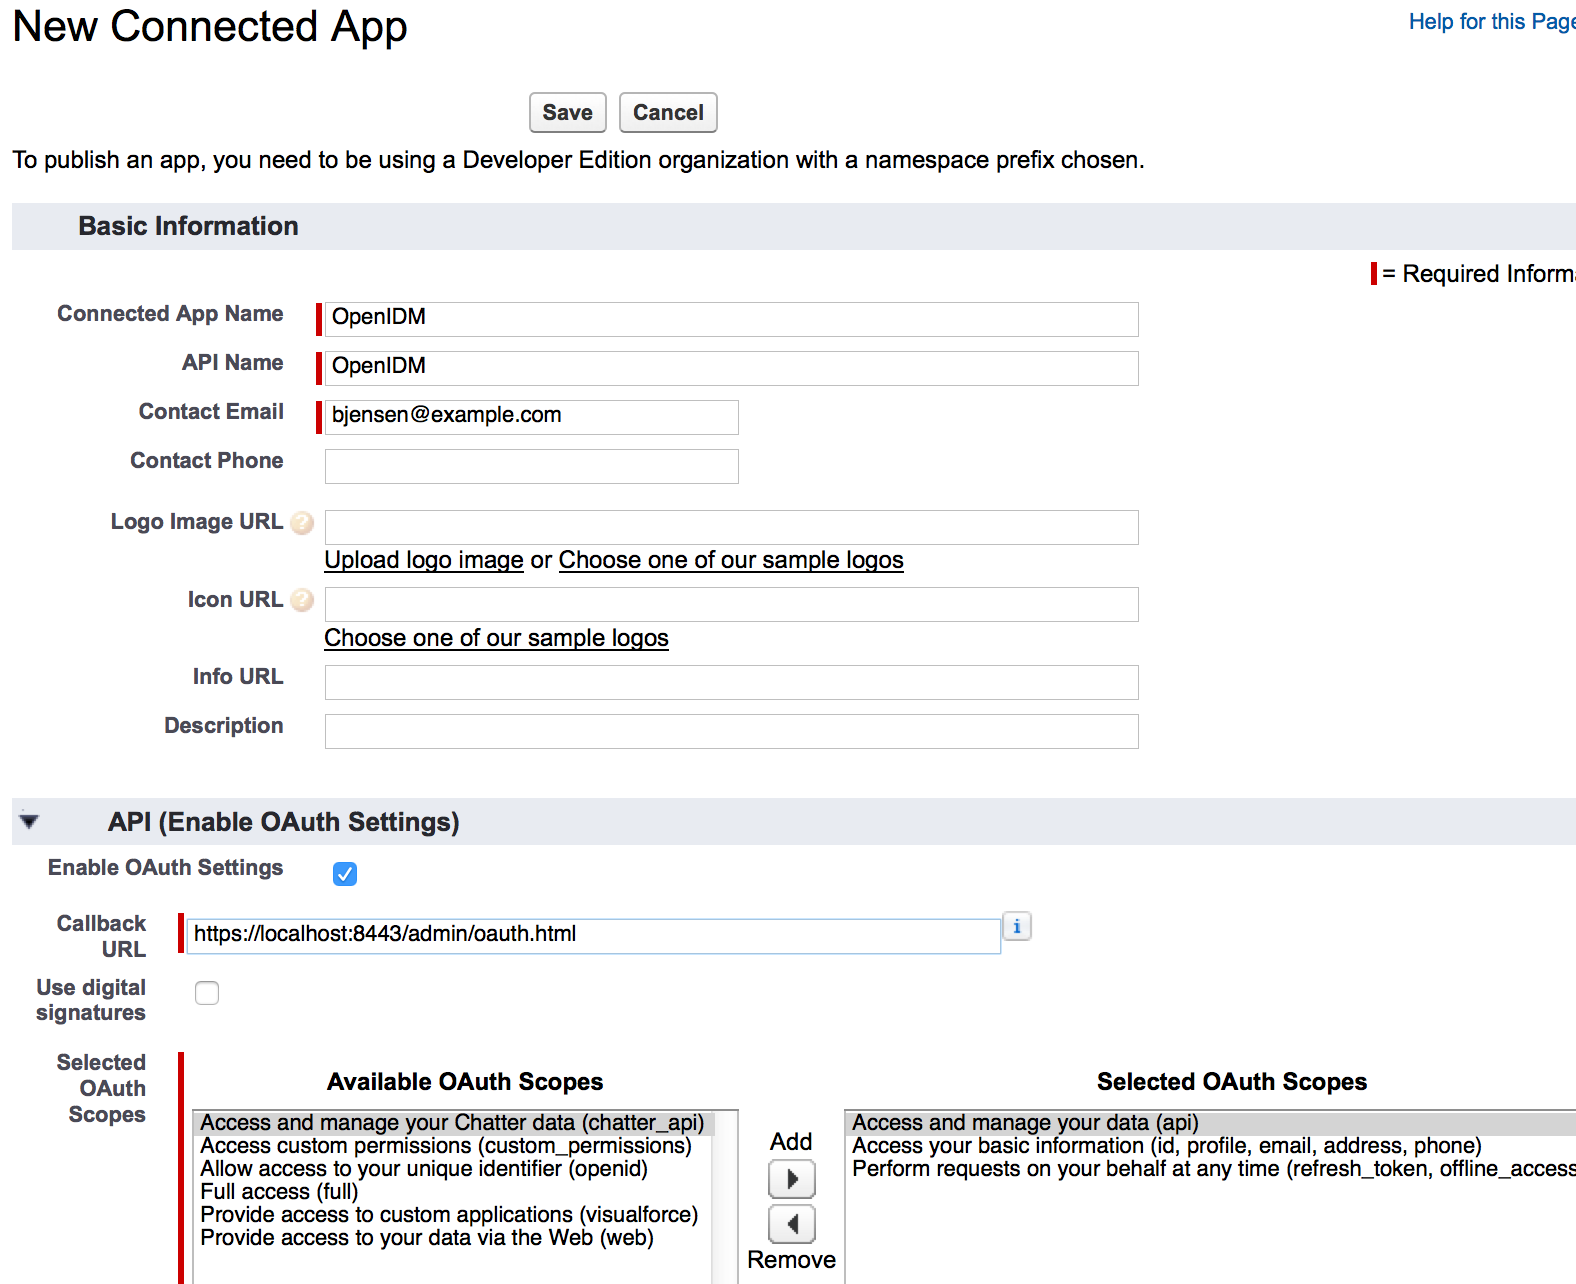 New Connected App
Help for this Page
Save Cancel
To publish an app, you need to be using a Developer Edition organization with a namespace prefix chosen.
Basic Information
= Required Informa
Connected App Name OpenIDM
API Name OpenIDM
Contact Email bjensen@example.com
Contact Phone
Logo Image URL ?
Upload logo image or Choose one of our sample logos
Icon URL ?
Choose one of our sample logos
Info URL
Description
API (Enable OAuth Settings)
Enable OAuth Settings
Callback
URL
https://localhost:8443/admin/oauth.html i
Use digital
signatures
Selected
OAuth
Scopes
Available OAuth Scopes
Access and manage your Chatter data (chatter_api)
Access custom permissions (custom_permissions)
Allow access to your unique identifier (openid)
Full access (full)
Provide access to custom applications (visualforce)
Provide access to your data via the Web (web)
Add
Remove
Selected OAuth Scopes
Access and manage your data (api)
Access your basic information (id, profile, email, address, phone)
Perform requests on your behalf at any time (refresh_token, offline_access